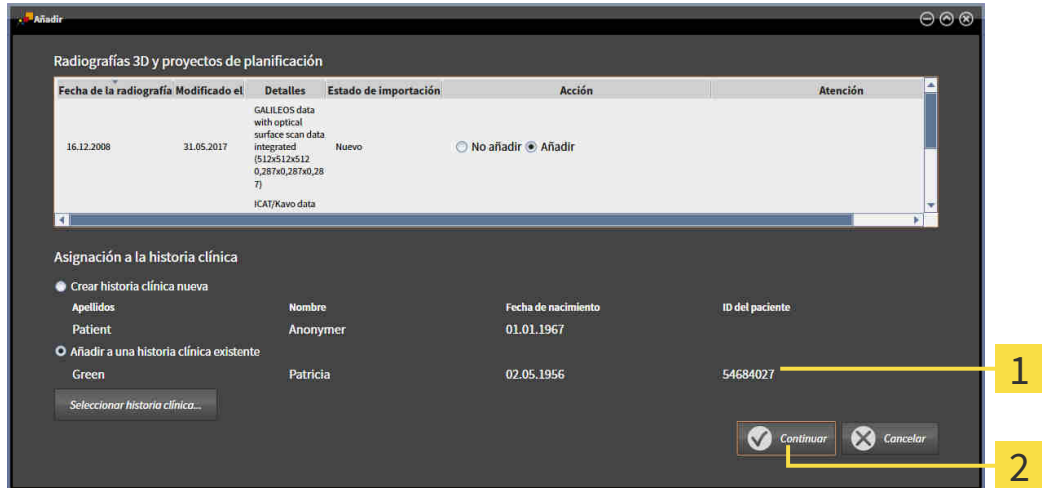 Añadir
Radiografías 3D y proyectos de planificación
Fecha de la radiografía Modificado el Detalles Estado de importación Acción Atención
GALILEOS data
with optical
surface scan data
16.12.2008 31.05.2017 integrated Nuevo No añadir Añadir
(512x512x512
0,287x0,287x0,28
7)
ICAT/Kavo data
Asignación a la historia clínica
Crear historia clínica nueva
Apellidos Nombre Fecha de nacimiento ID del paciente
Patient Anonymer 01.01.1967
Añadir a una historia clínica existente
Green Patricia 02.05.1956 54684027 1
Seleccionar historia clínica...
Continuar Cancelar
2